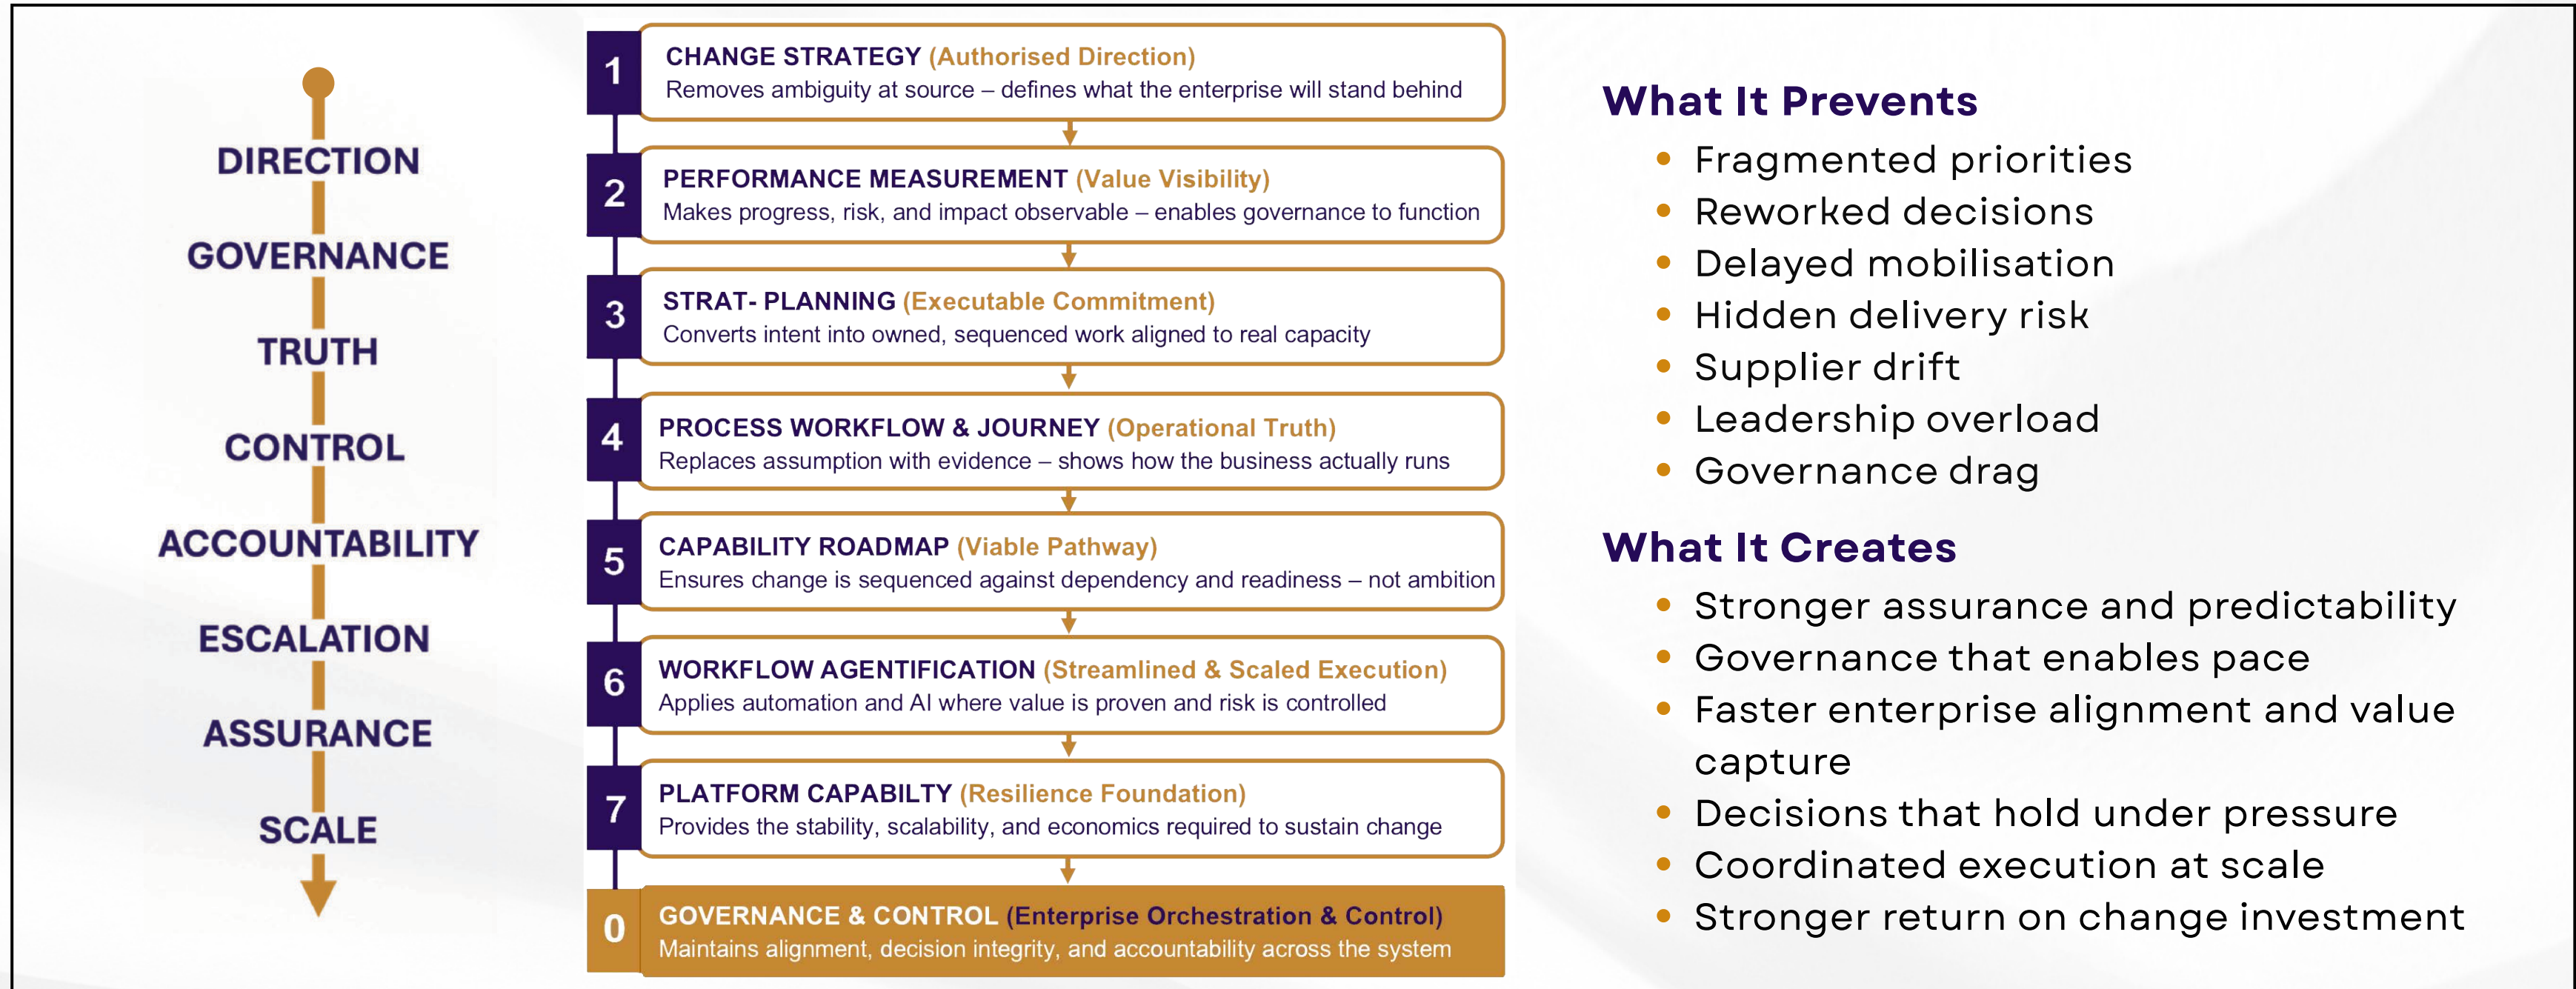 DIRECTION
GOVERNANCE
TRUTH
CONTROL
ACCOUNTABILITY
ESCALATION
ASSURANCE
SCALE
1
CHANGE STRATEGY (Authorised Direction)
Removes ambiguity at source – defines what the enterprise will stand behind
2
PERFORMANCE MEASUREMENT (Value Visibility)
Makes progress, risk, and impact observable – enables governance to function
3
STRAT- PLANNING (Executable Commitment)
Converts intent into owned, sequenced work aligned to real capacity
4
PROCESS WORKFLOW & JOURNEY (Operational Truth)
Replaces assumption with evidence – shows how the business actually runs
5
CAPABILITY ROADMAP (Viable Pathway)
Ensures change is sequenced against dependency and readiness – not ambition
6
WORKFLOW AGENTIFICATION (Streamlined & Scaled Execution)
Applies automation and AI where value is proven and risk is controlled
7
PLATFORM CAPABILTY (Resilience Foundation)
Provides the stability, scalability, and economics required to sustain change
0
GOVERNANCE & CONTROL (Enterprise Orchestration & Control)
Maintains alignment, decision integrity, and accountability across the system
What It Prevents
• Fragmented priorities
• Reworked decisions
• Delayed mobilisation
• Hidden delivery risk
• Supplier drift
• Leadership overload
• Governance drag
What It Creates
• Stronger assurance and predictability
• Governance that enables pace
• Faster enterprise alignment and value
capture
• Decisions that hold under pressure
• Coordinated execution at scale
• Stronger return on change investment